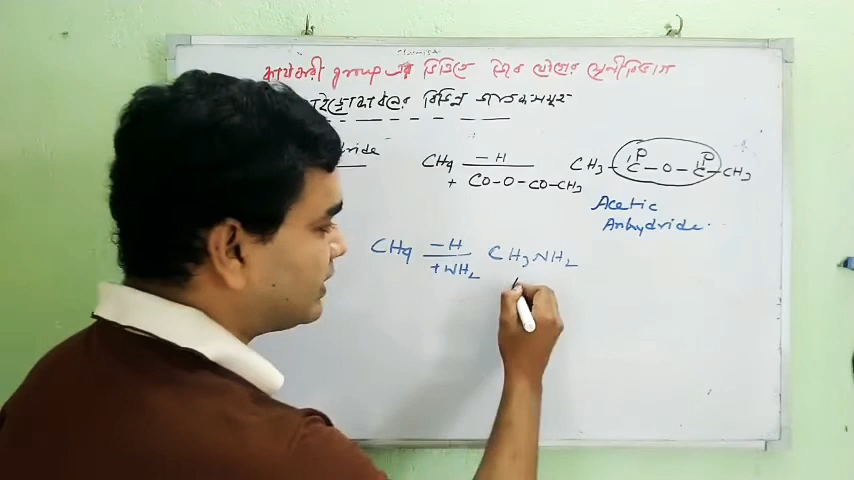 কার্যকরী group এর ভিত্তিতে জৈব যৌগের শ্রেনীবিভাগ
বিভিন্ন
ride
CH4 —H CH3 — C — O — C — CH3
+ CO-O-CO-CH3
Acetic
Anhydride.
CH4 —H CH3NH2
+NH2